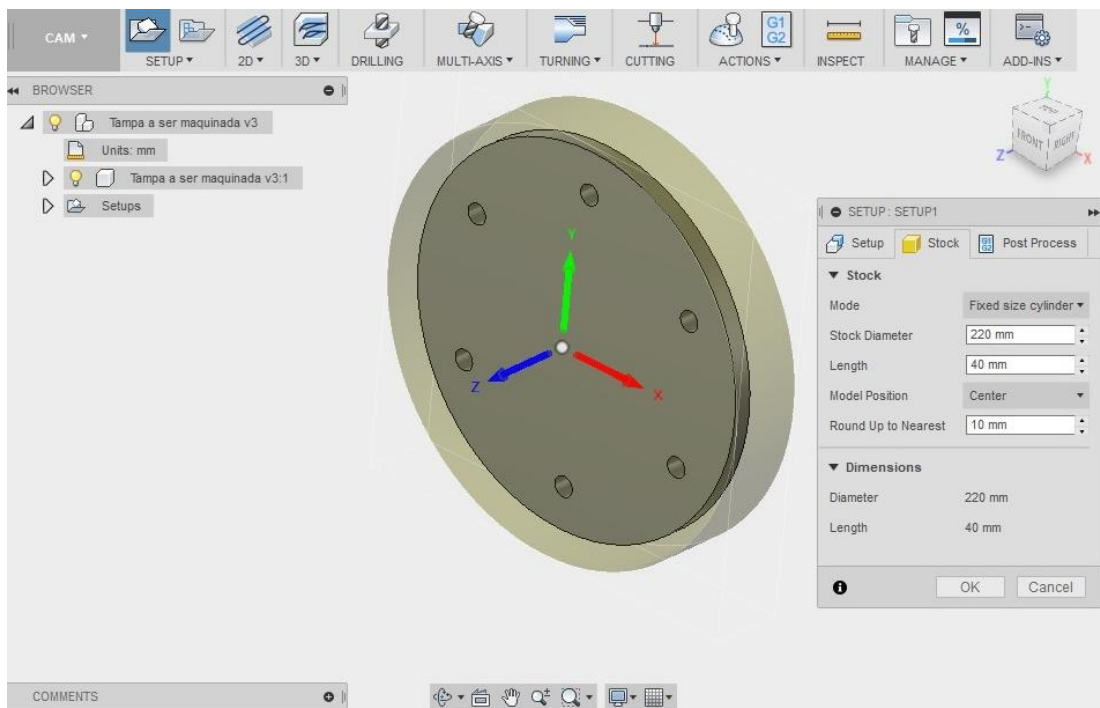 CAM
G1
G2
%
SETUP
2D
3D
DRILLING
MULTI-AXIS
TURNING
CUTTING
ACTIONS
INSPECT
MANAGE
ADD-INS
BROWSER
Tampa a ser maquinada v3
Units: mm
Tampa a ser maquinada v3:1
Setups
Y
Z
X
Y
FRONT
RIGHT
Z
X
SETUP : SETUP1
Setup
G1
G2
Stock
Post Process
Stock
Mode
Fixed size cylinder
Stock Diameter
220 mm
Length
40 mm
Model Position
Center
Round Up to Nearest
10 mm
Dimensions
Diameter
220 mm
Length
40 mm
OK
Cancel
COMMENTS